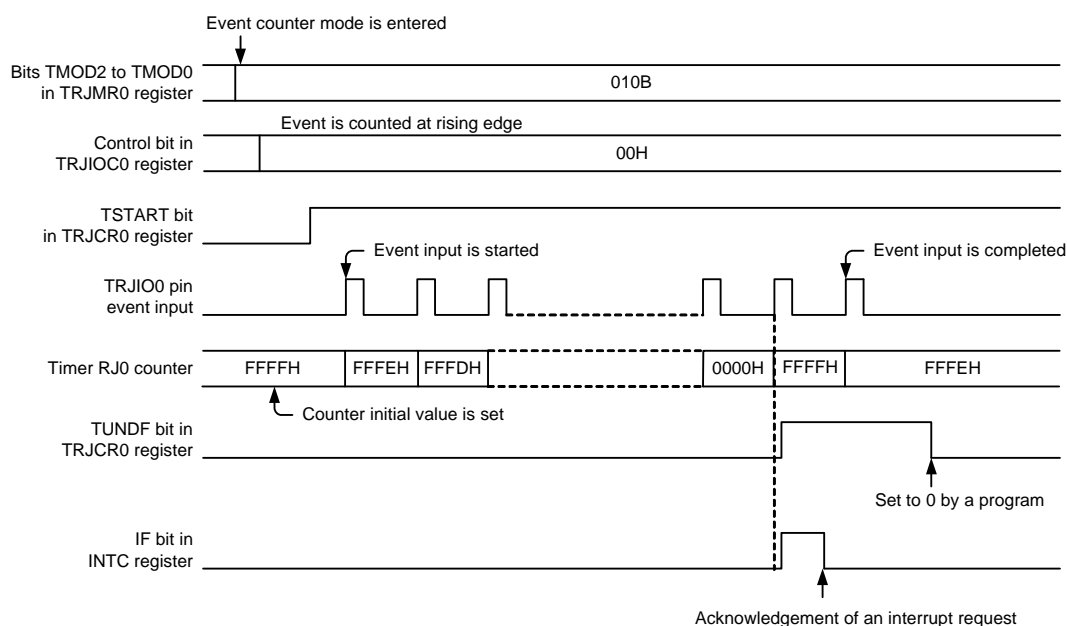 Event counter mode is entered
Bits TMOD2 to TMOD0
in TRJMR0 register
010B
Event is counted at rising edge
Control bit in
TRJIOC0 register
00H
TSTART bit
in TRJCR0 register
Event input is started
Event input is completed
TRJIO0 pin
event input
Timer RJ0 counter
FFFFH
FFFEH
FFFDH
0000H
FFFFH
FFFEH
Counter initial value is set
TUNDF bit in
TRJCR0 register
Set to 0 by a program
IF bit in
INTC register
Acknowledgement of an interrupt request